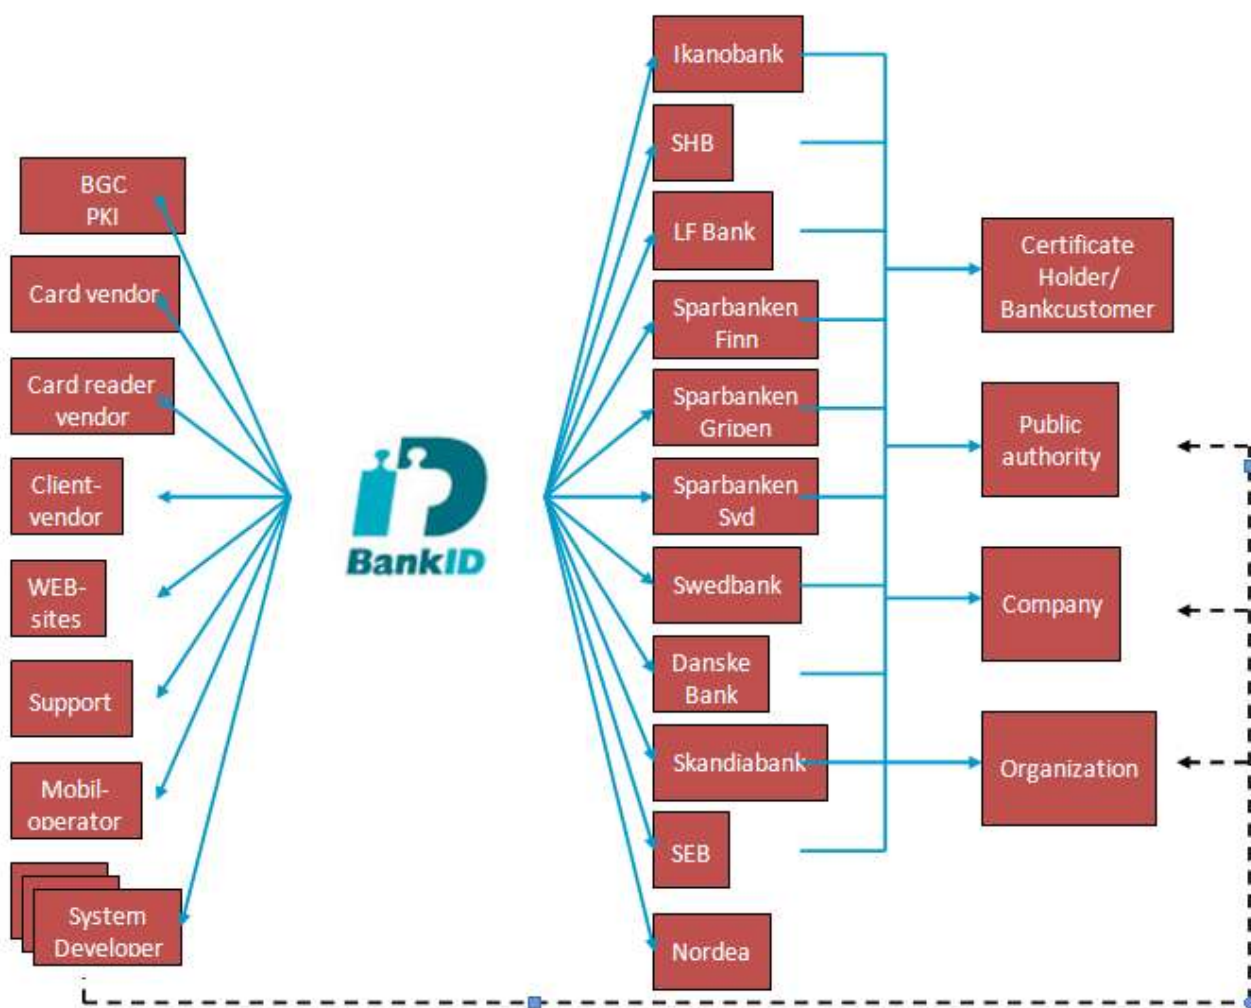 BGC
PKI
Card vendor
Card reader
vendor
Client-
vendor
WEB-
sites
Support
Mobil-
operator
System
Developer
BankID
Ikanobank
SHB
LF Bank
Sparbanken
Finn
Sparbanken
Gripen
Sparbanken
Svd
Swedbank
Danske
Bank
Skandiabank
SEB
Nordea
Certificate
Holder/
Bankcustomer
Public
authority
Company
Organization